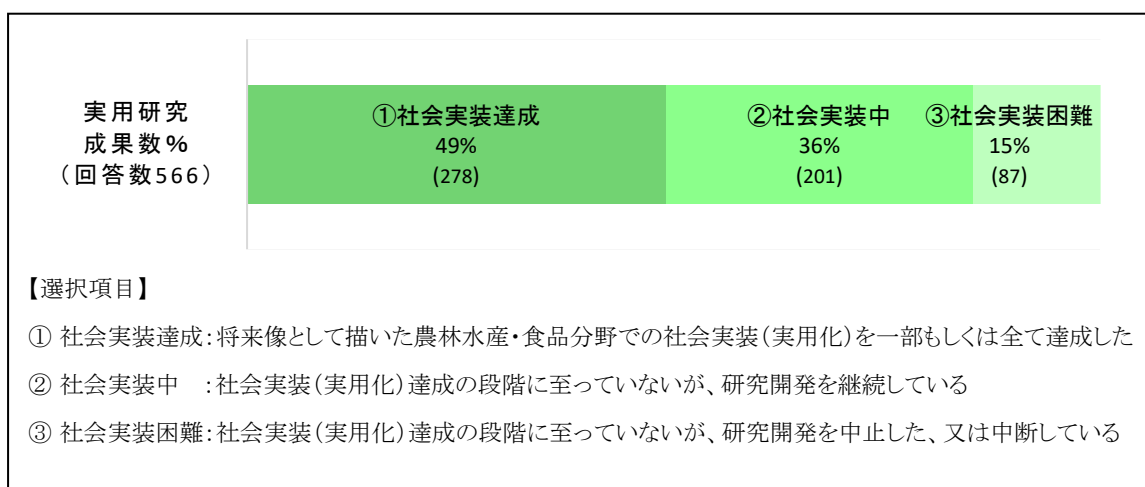 実用研究
成果数%
(回答数566)
①社会実装達成
49%
(278)
②社会実装中
36%
(201)
③社会実装困難
15%
(87)
【選択項目】
① 社会実装達成：将来像として描いた農林水産・食品分野での社会実装（実用化）を一部もしくは全て達成した
② 社会実装中　：社会実装（実用化）達成の段階に至っていないが、研究開発を継続している
③ 社会実装困難：社会実装（実用化）達成の段階に至っていないが、研究開発を中止した、又は中断している